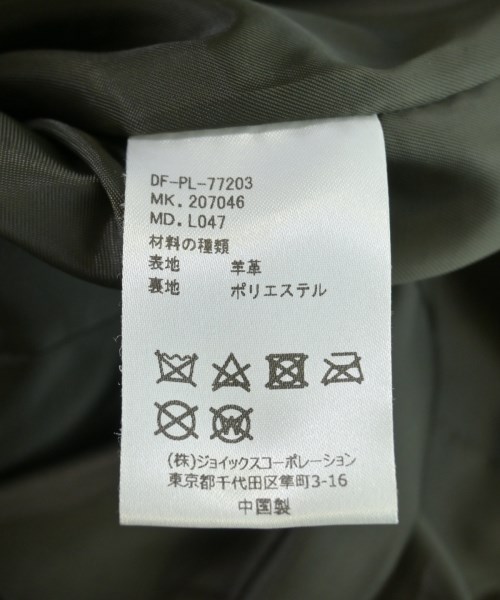 DF-PL-77203
MK.207046
MD.L047
材料の種類
表地 羊革
裏地 ポリエステル
W
(株)ジョイックスコーポレーション
東京都千代田区隼町3-16
中国製